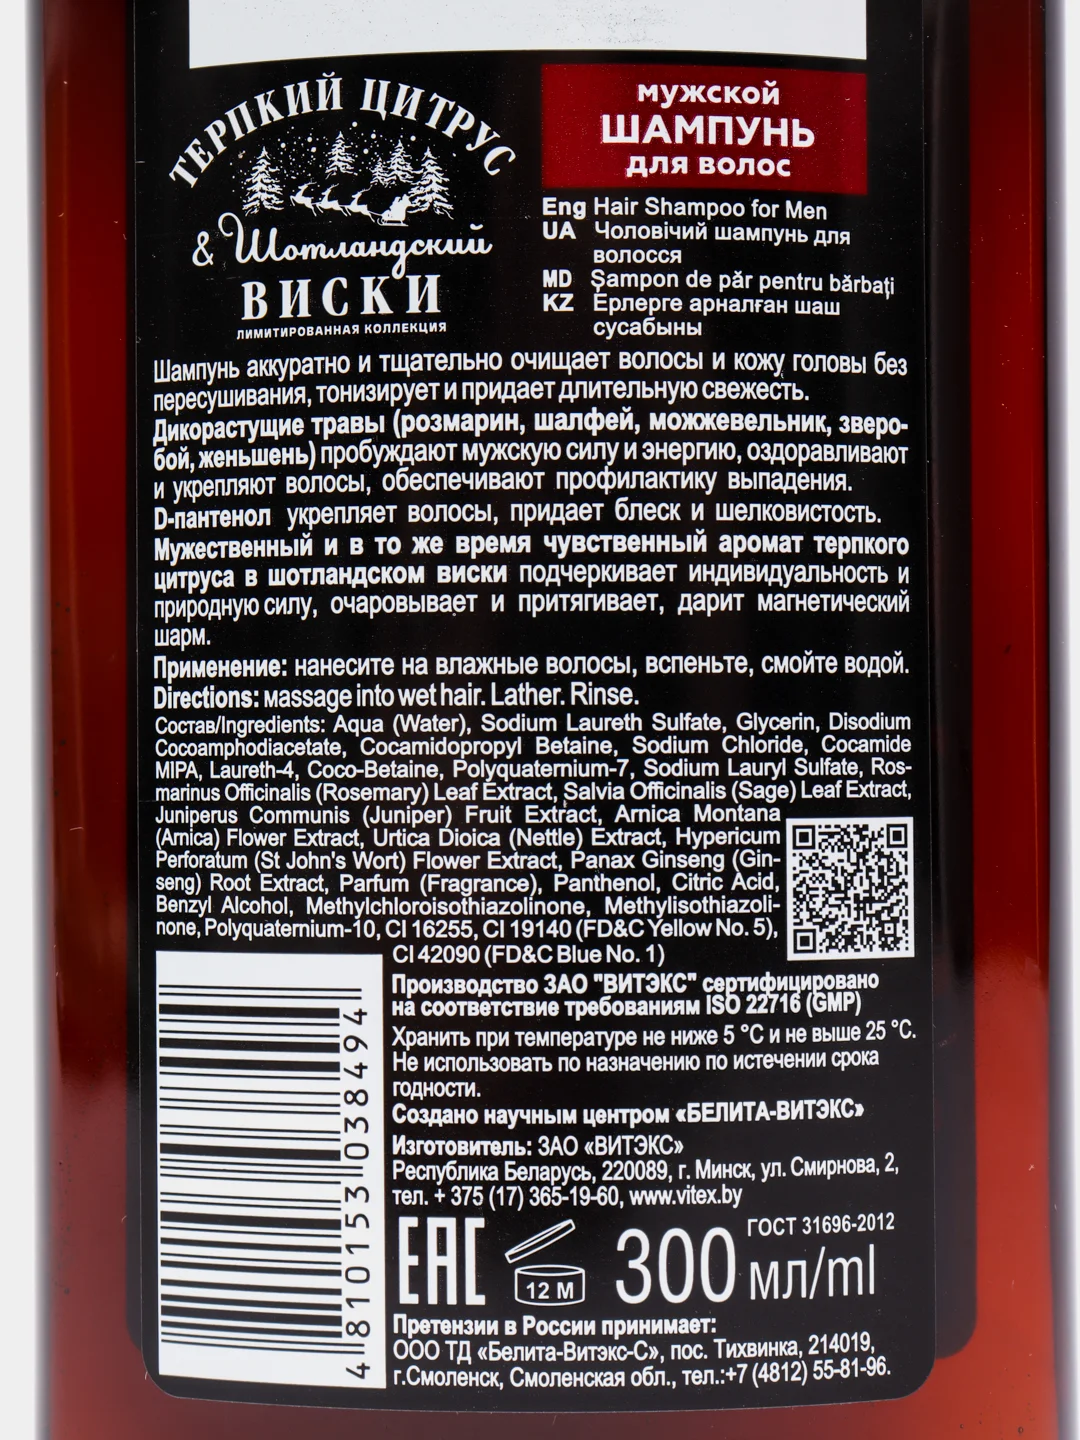 ТЕРПКИЙ ЦИТРУС
& Шотландский
ВИСКИ
ЛИМИТИРОВАННАЯ КОЛЛЕКЦИЯ
мужской
ШАМПУНЬ
для волос
Eng Hair Shampoo for Men
UA Чоловічий шампунь для
волосся
MD Şampon de păr pentru bărbați
KZ Ерлерге арналған шаш
сусабыны
Шампунь аккуратно и тщательно очищает волосы и кожу головы без
пересушивания, тонизирует и придает длительную свежесть.
Дикорастущие травы (розмарин, шалфей, можжевельник, зверо-
бой, женьшень) пробуждают мужскую силу и энергию, оздоравливают
и укрепляют волосы, обеспечивают профилактику выпадения.
D-пантенол укрепляет волосы, придает блеск и шелковистость.
Мужественный и в то же время чувственный аромат терпкого
цитруса в шотландском виски подчеркивает индивидуальность и
природную силу, очаровывает и притягивает, дарит магнетический
шарм.
Применение: нанесите на влажные волосы, вспеньте, смойте водой.
Directions: massage into wet hair. Lather. Rinse.
Состав/Ingredients: Aqua (Water), Sodium Laureth Sulfate, Glycerin, Disodium
Cocoamphodiacetate, Cocamidopropyl Betaine, Sodium Chloride, Cocamide
MIPA, Laureth-4, Coco-Betaine, Polyquaternium-7, Sodium Lauryl Sulfate, Ros-
marinus Officinalis (Rosemary) Leaf Extract, Salvia Officinalis (Sage) Leaf Extract,
Juniperus Communis (Juniper) Fruit Extract, Arnica Montana
(Arnica) Flower Extract, Urtica Dioica (Nettle) Extract, Hypericum
Perforatum (St John's Wort) Flower Extract, Panax Ginseng (Gin-
seng) Root Extract, Parfum (Fragrance), Panthenol, Citric Acid,
Benzyl Alcohol, Methylchloroisothiazolinone, Methylisothiazoli-
none, Polyquaternium-10, CI 16255, CI 19140 (FD&C Yellow No. 5),
CI 42090 (FD&C Blue No. 1)
Производство ЗАО "ВИТЭКС" сертифицировано
на соответствие требованиям ISO 22716 (GMP)
Хранить при температуре не ниже 5 °C и не выше 25 °C.
Не использовать по назначению по истечении срока
годности.
Создано научным центром «БЕЛИТА-ВИТЭКС»
Изготовитель: ЗАО «ВИТЭКС»
Республика Беларусь, 220089, г. Минск, ул. Смирнова, 2,
тел. + 375 (17) 365-19-60, www.vitex.by
EAC
12 M
ГОСТ 31696-2012
300 мл/ml
Претензии в России принимает:
ООО ТД «Белита-Витэкс-С», пос. Тихвинка, 214019,
г.Смоленск, Смоленская обл., тел.:+7 (4812) 55-81-96.
4 810153 038494